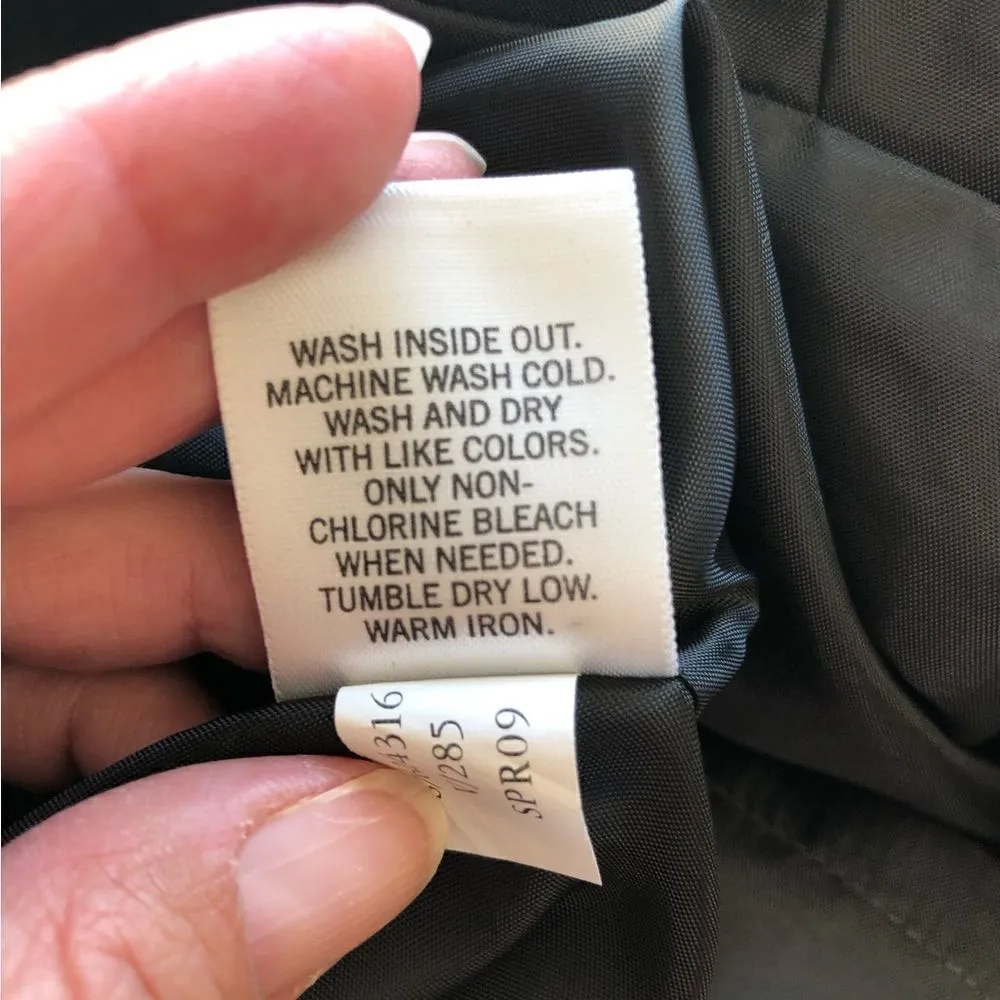 WASH INSIDE OUT.
MACHINE WASH COLD.
WASH AND DRY
WITH LIKE COLORS.
ONLY NON-
CHLORINE BLEACH
WHEN NEEDED.
TUMBLE DRY LOW.
WARM IRON.
SPR09